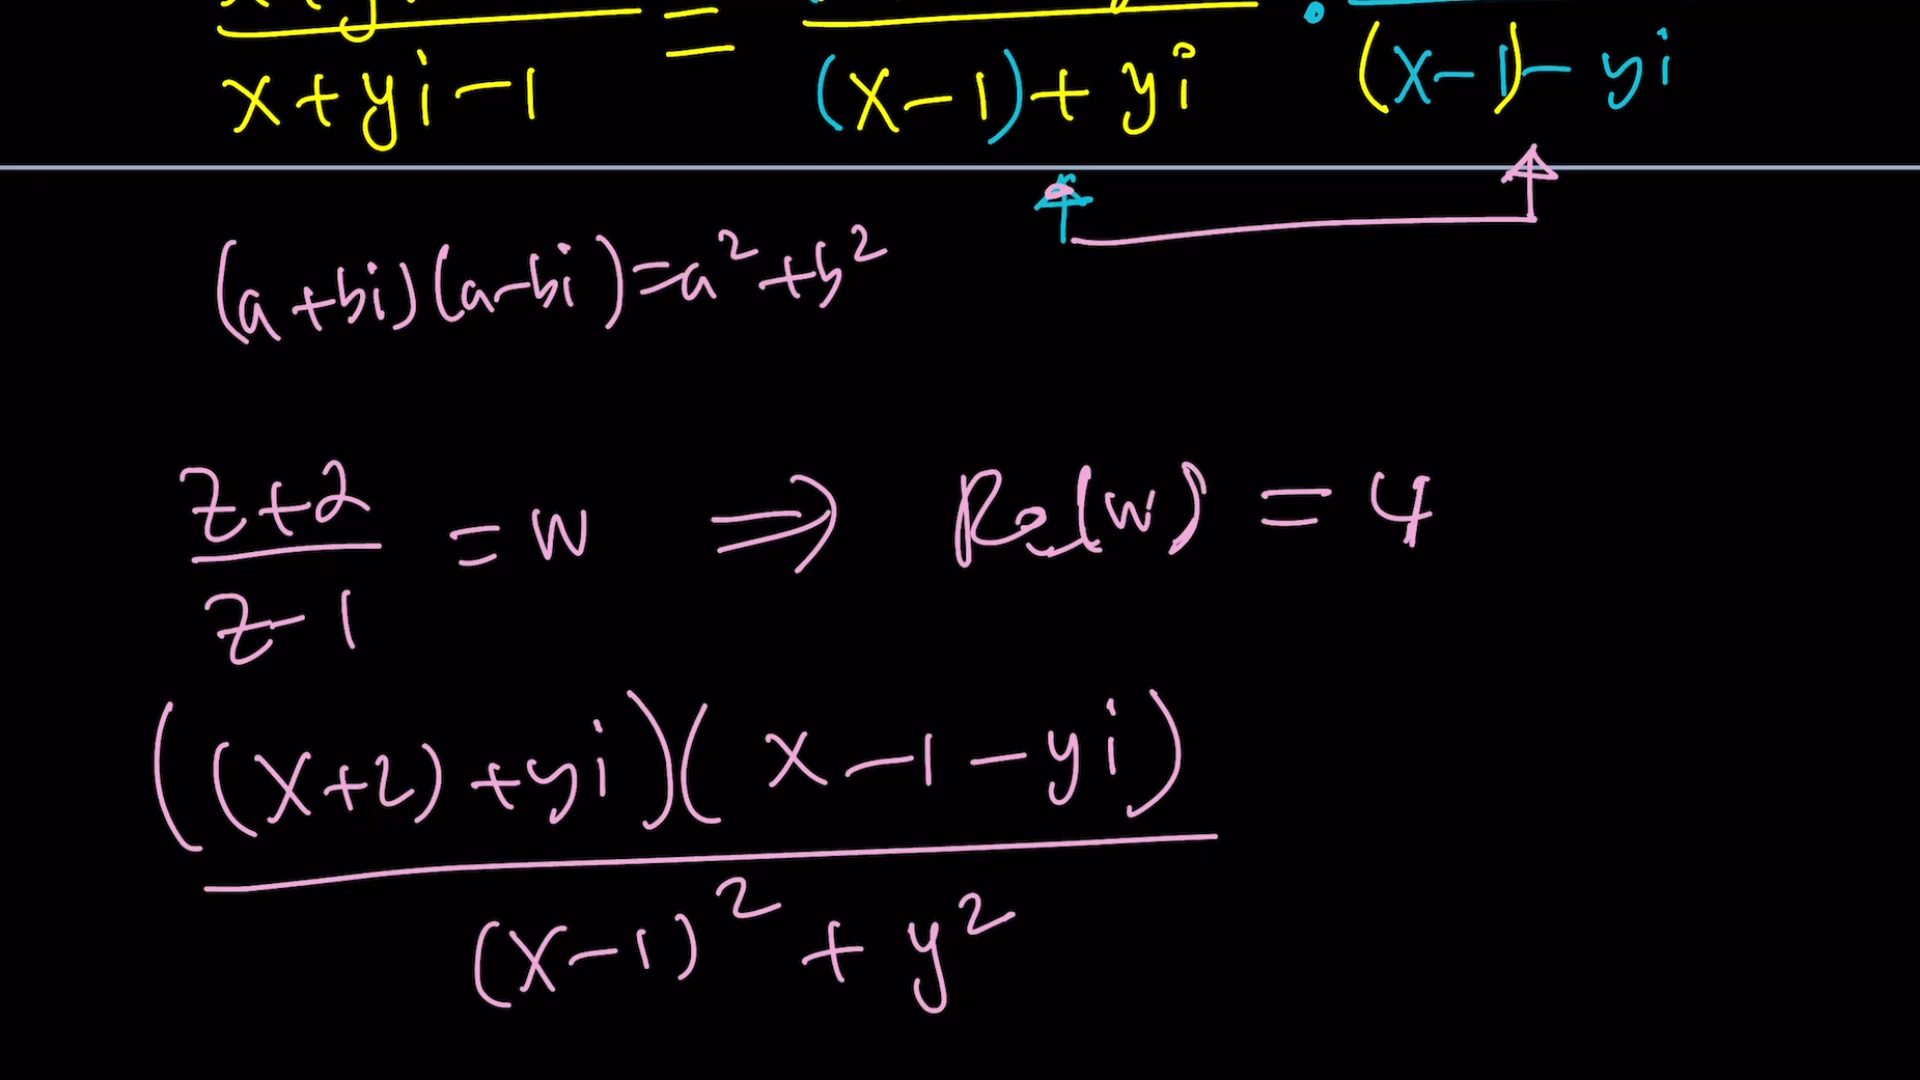 x+yi-1 = (x-1)+yi · (x-1)-yi
(a+bi)(a-bi)=a²+b²
z+2
= w ⇒ Re(w) = 4
z-1
((x+2)+yi)(x-1-yi)
(x-1)² + y²